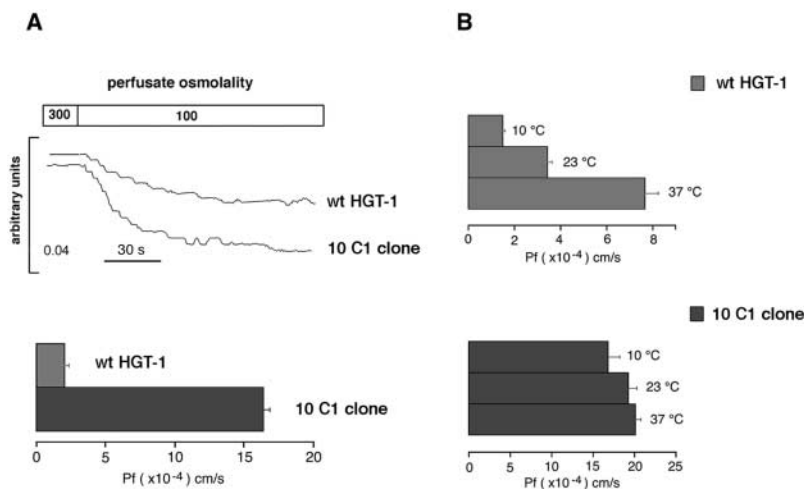 A
perfusate osmolality
300 100
arbitrary units
wt HGT-1
10 C1 clone
0.04 30 s
wt HGT-1
10 C1 clone
0 5 10 15 20
Pf ( x10⁻⁴) cm/s
B
wt HGT-1
10 °C
23 °C
37 °C
0 2 4 6 8
Pf ( x10⁻⁴) cm/s
10 C1 clone
10 °C
23 °C
37 °C
0 5 10 15 20 25
Pf ( x10⁻⁴) cm/s